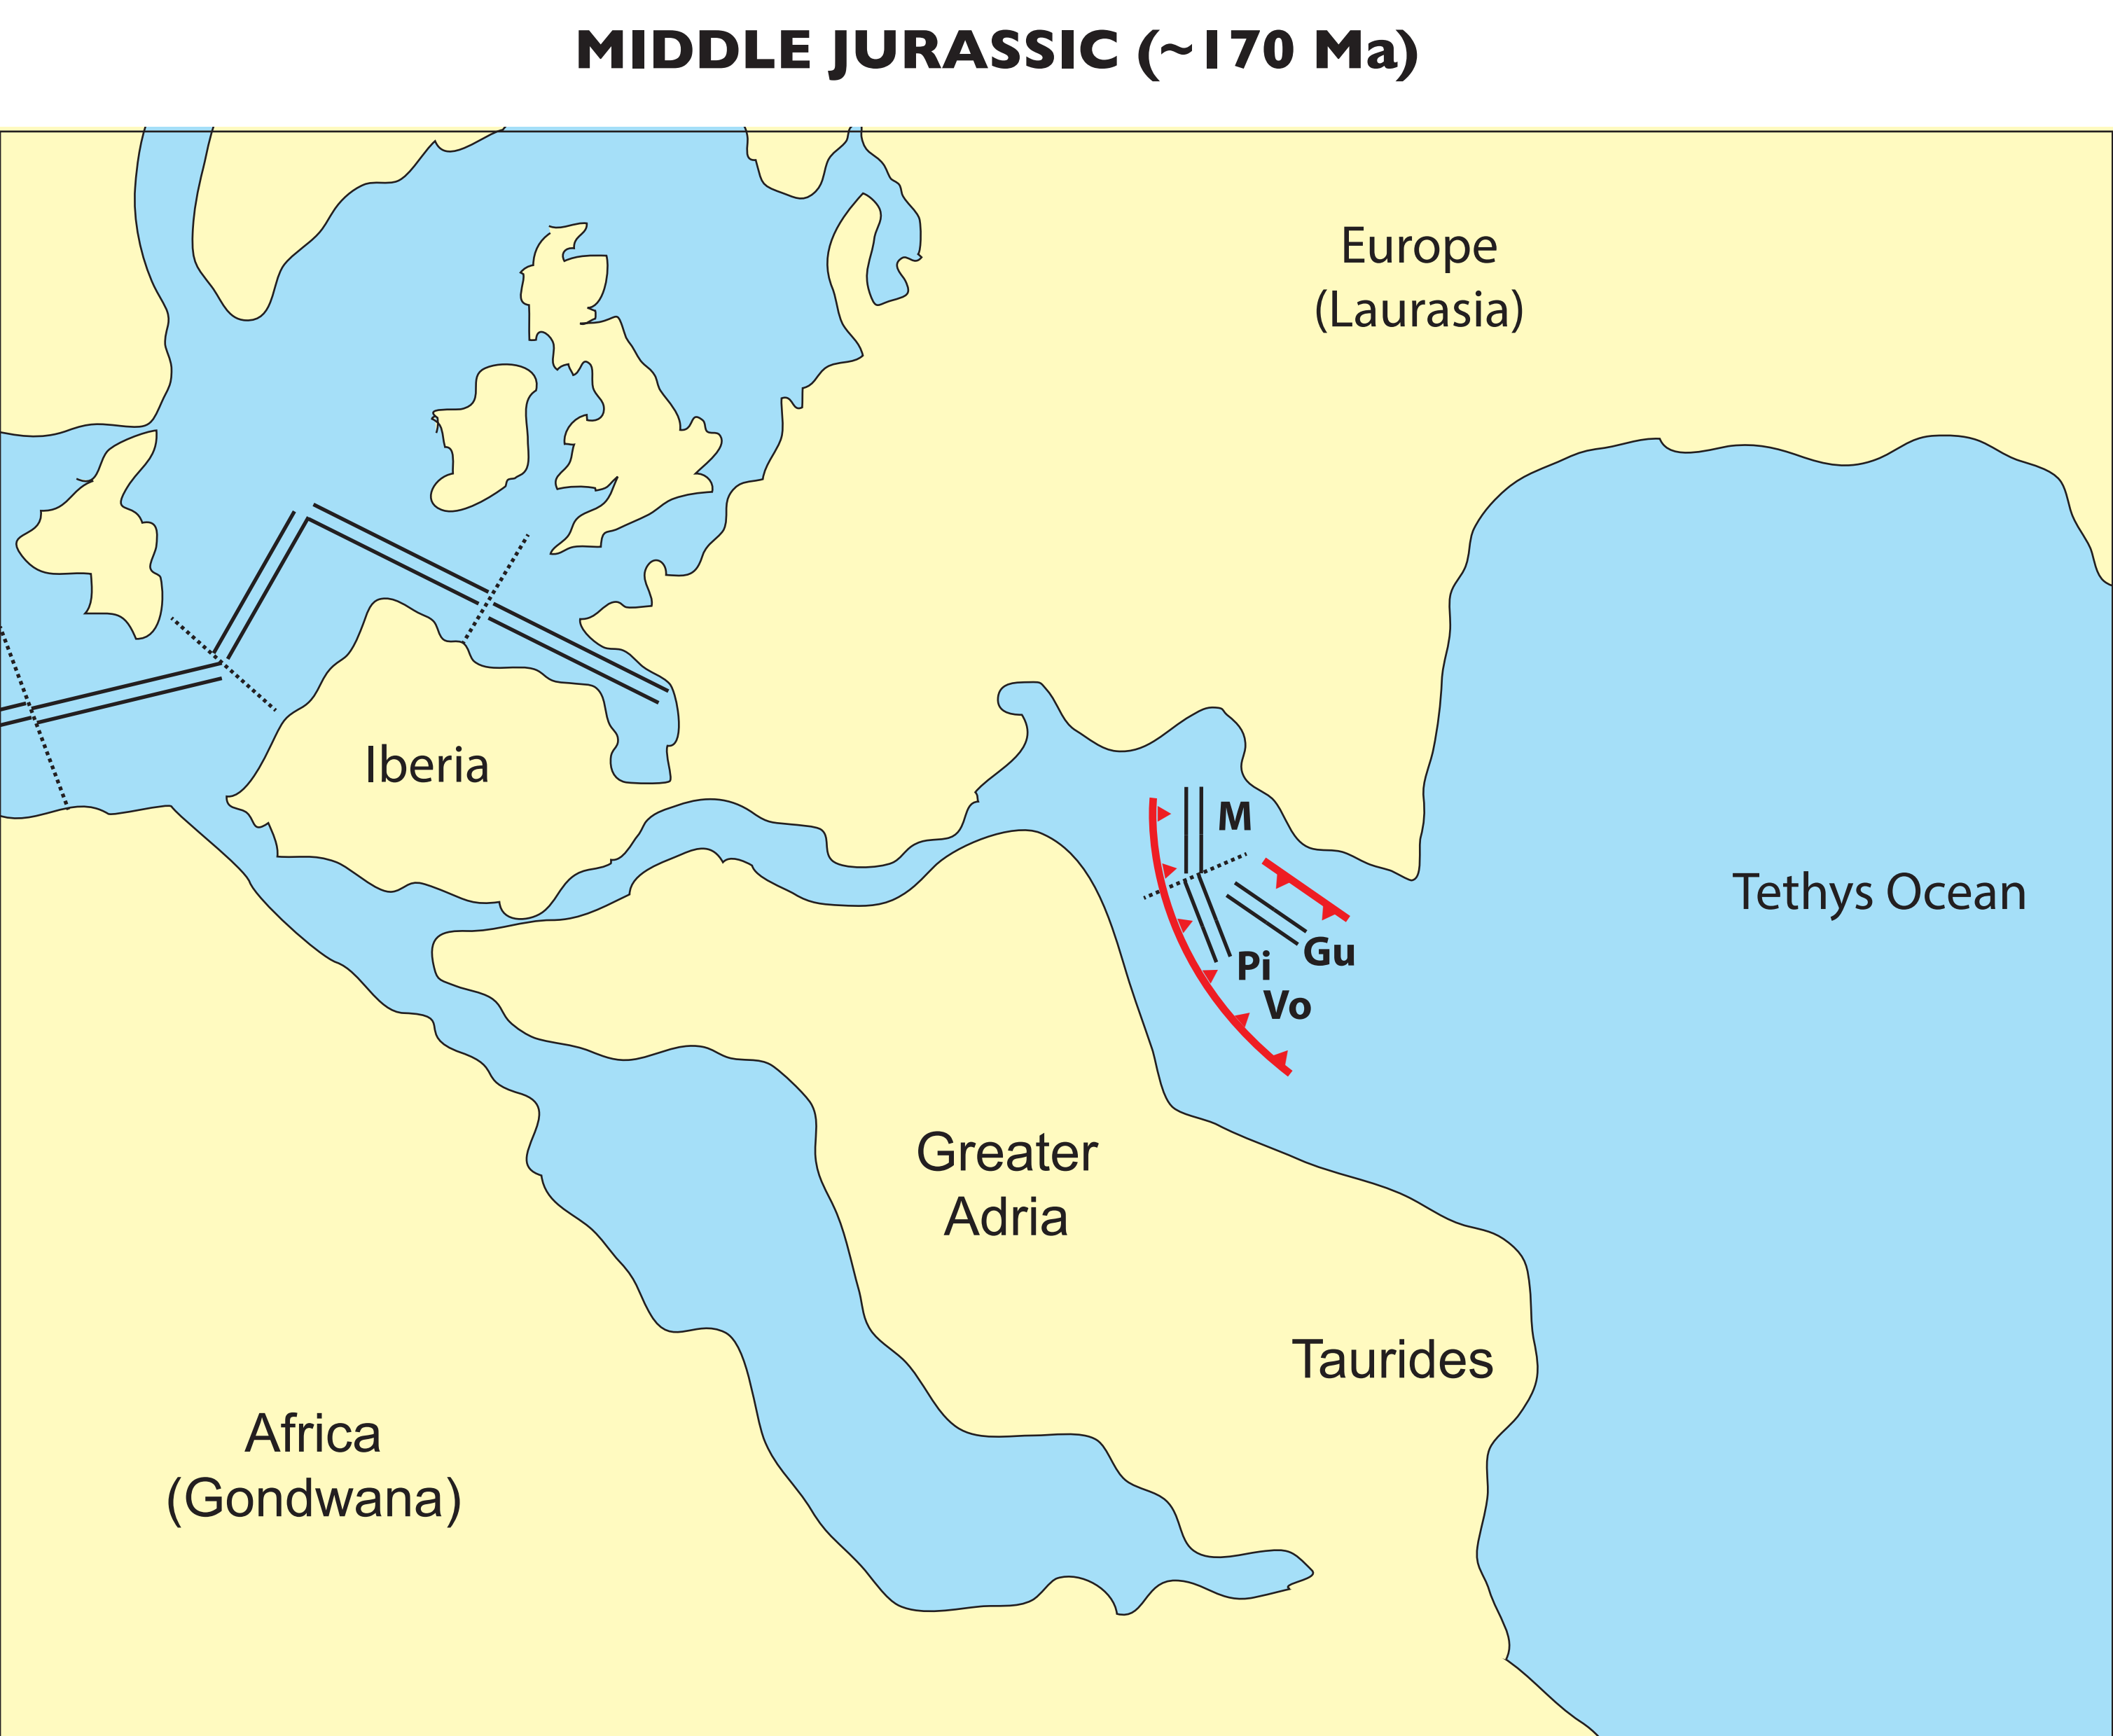 MIDDLE JURASSIC (~170 Ma)
Europe
(Laurasia)
Iberia
M
Tethys Ocean
Gu
Pi
Vo
Greater
Adria
Taurides
Africa
(Gondwana)